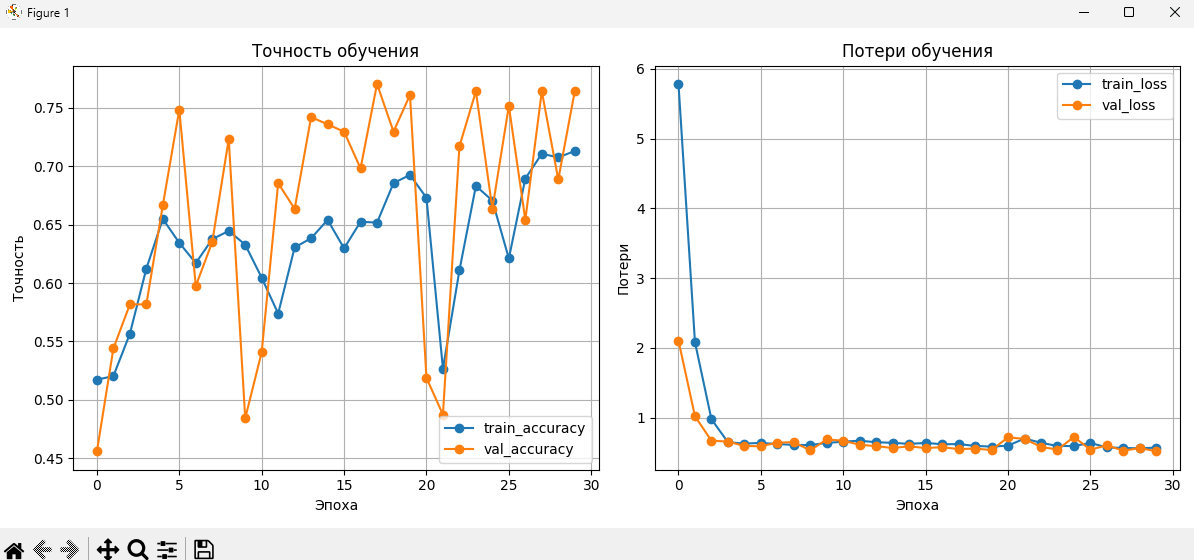 Figure 1
Точность обучения
Точность
0.75
0.70
0.65
0.60
0.55
0.50
0.45
0 5 10 15 20 25 30
Эпоха
train_accuracy
val_accuracy
Потери обучения
Потери
6
5
4
3
2
1
0 5 10 15 20 25 30
Эпоха
train_loss
val_loss